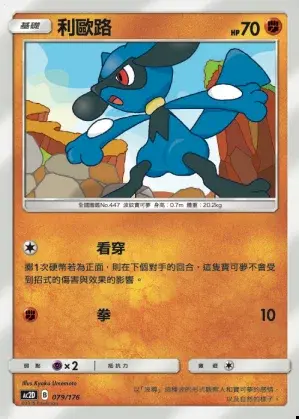 基礎 利歐路 HP70
全國圖鑑No.447 波紋寶可夢 身高：0.7m 體重：20.2kg
看穿
擲1次硬幣若為正面，則在下個對手的回合，這隻寶可夢不會受
到招式的傷害與效果的影響。
拳 10
弱點 ×2 抵抗力 撤退
Illus.Kyoko Umemoto
AC2D B 079/176